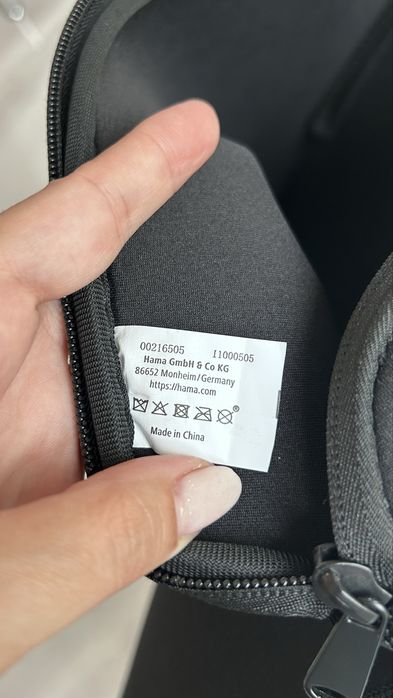 00216505 I1000505
Hama GmbH & Co KG
86652 Monheim/Germany
https://hama.com
®
Made in China